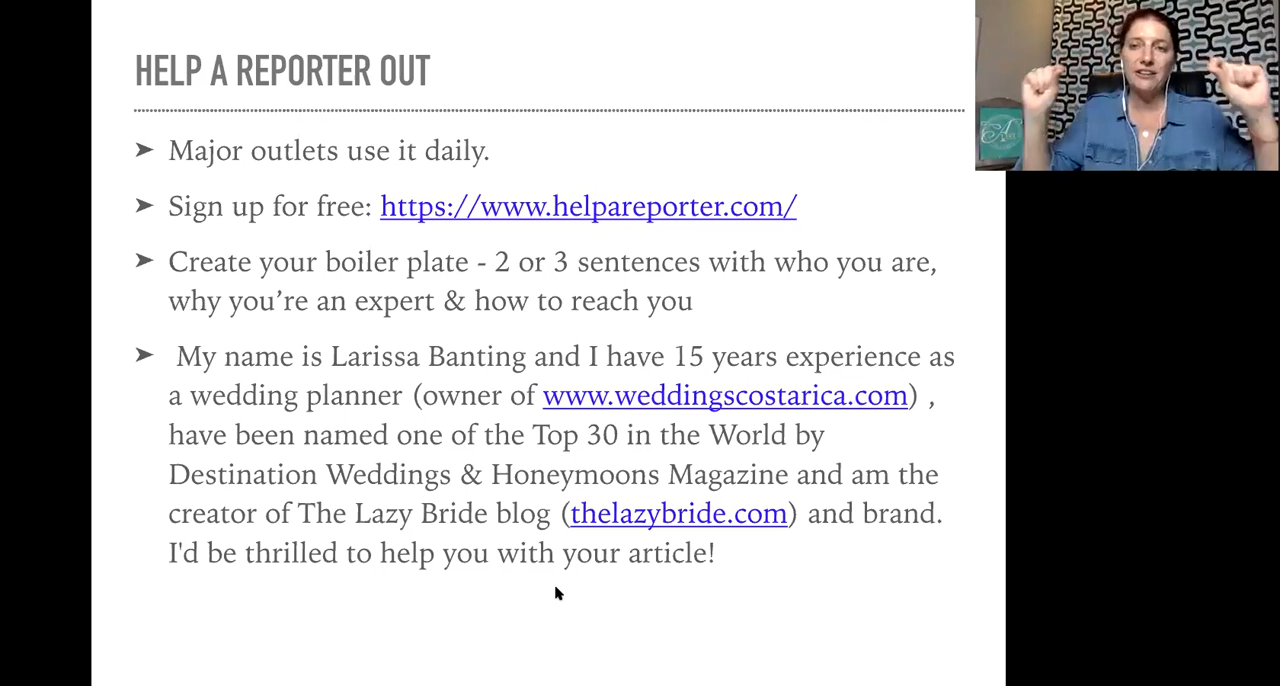 HELP A REPORTER OUT
➤ Major outlets use it daily.
➤ Sign up for free: https://www.helpareporter.com/
➤ Create your boiler plate - 2 or 3 sentences with who you are,
why you’re an expert & how to reach you
➤ My name is Larissa Banting and I have 15 years experience as
a wedding planner (owner of www.weddingscostarica.com) ,
have been named one of the Top 30 in the World by
Destination Weddings & Honeymoons Magazine and am the
creator of The Lazy Bride blog (thelazybride.com) and brand.
I'd be thrilled to help you with your article!